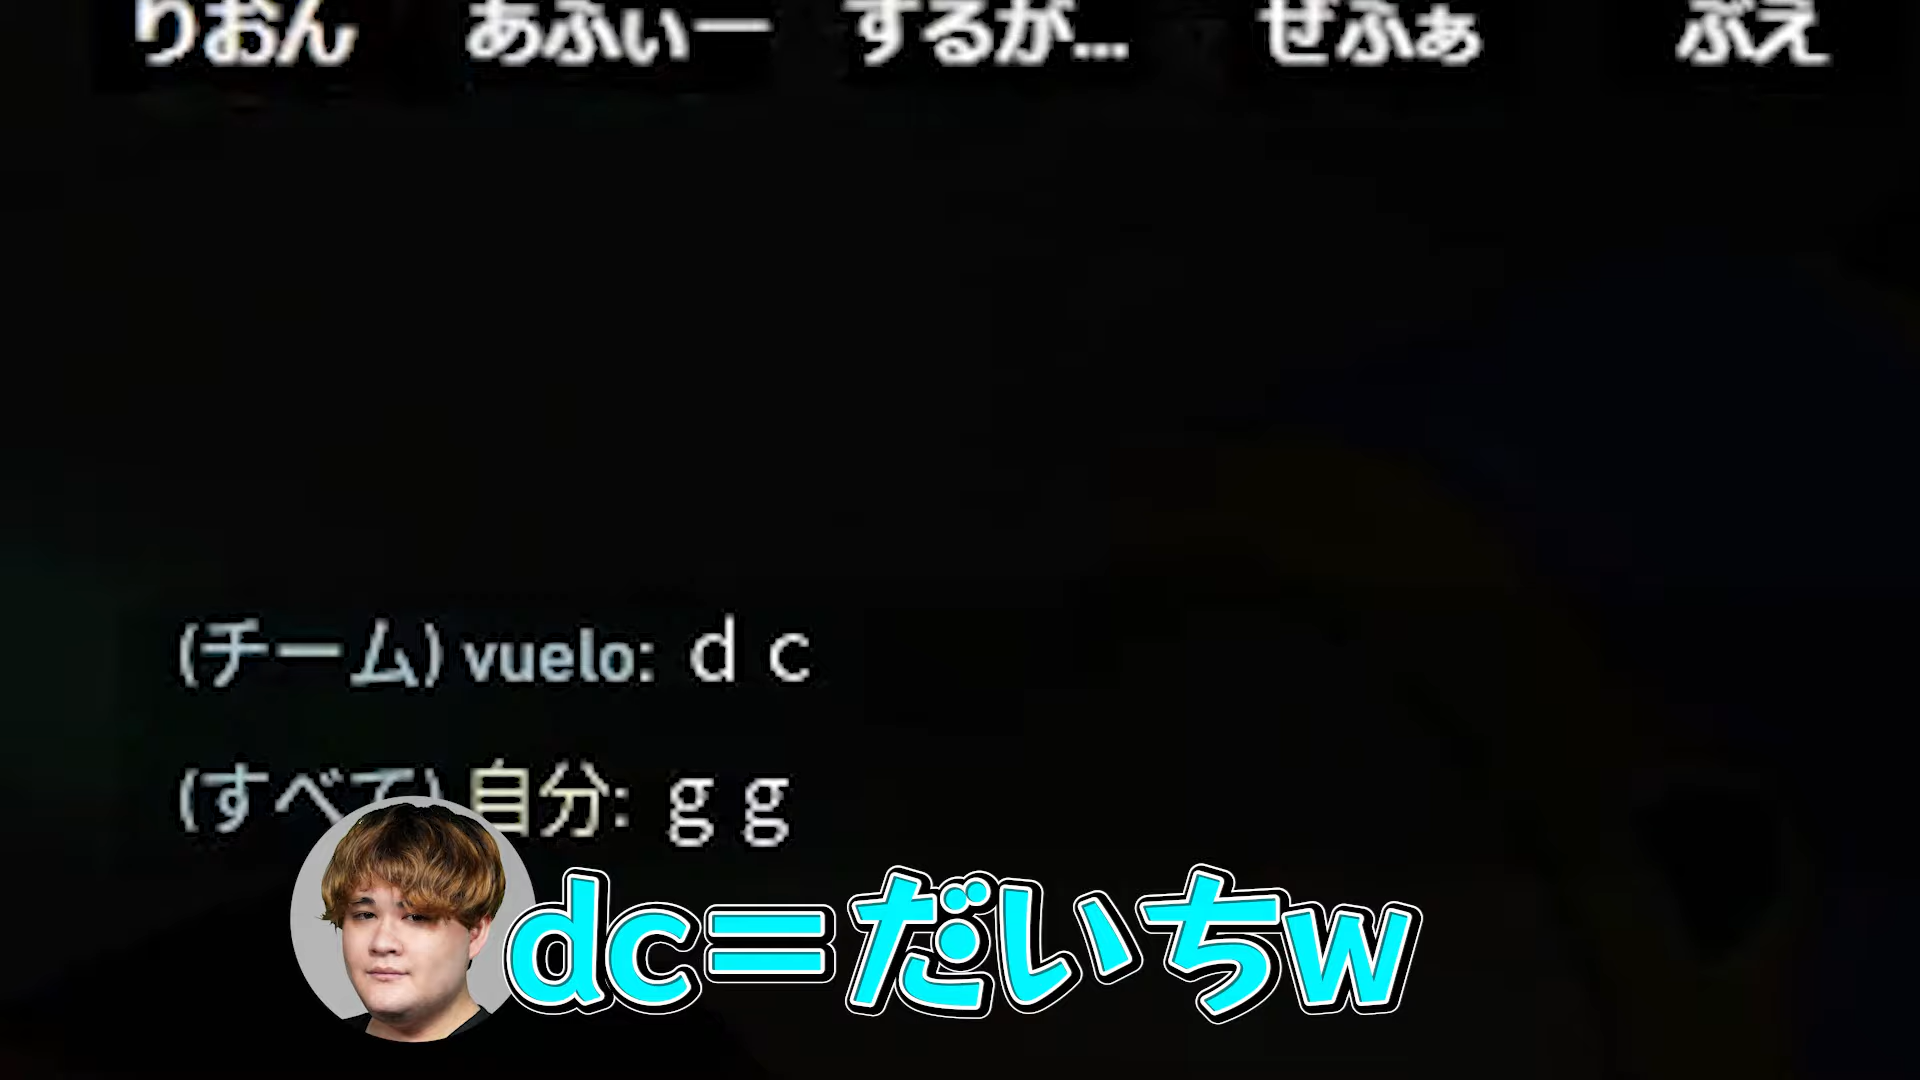 りおん あふぃー するが... ぜふぁ ぶえ
(チーム) vuelo: d c
(すべて) 自分: g g
dc=だ•いちw